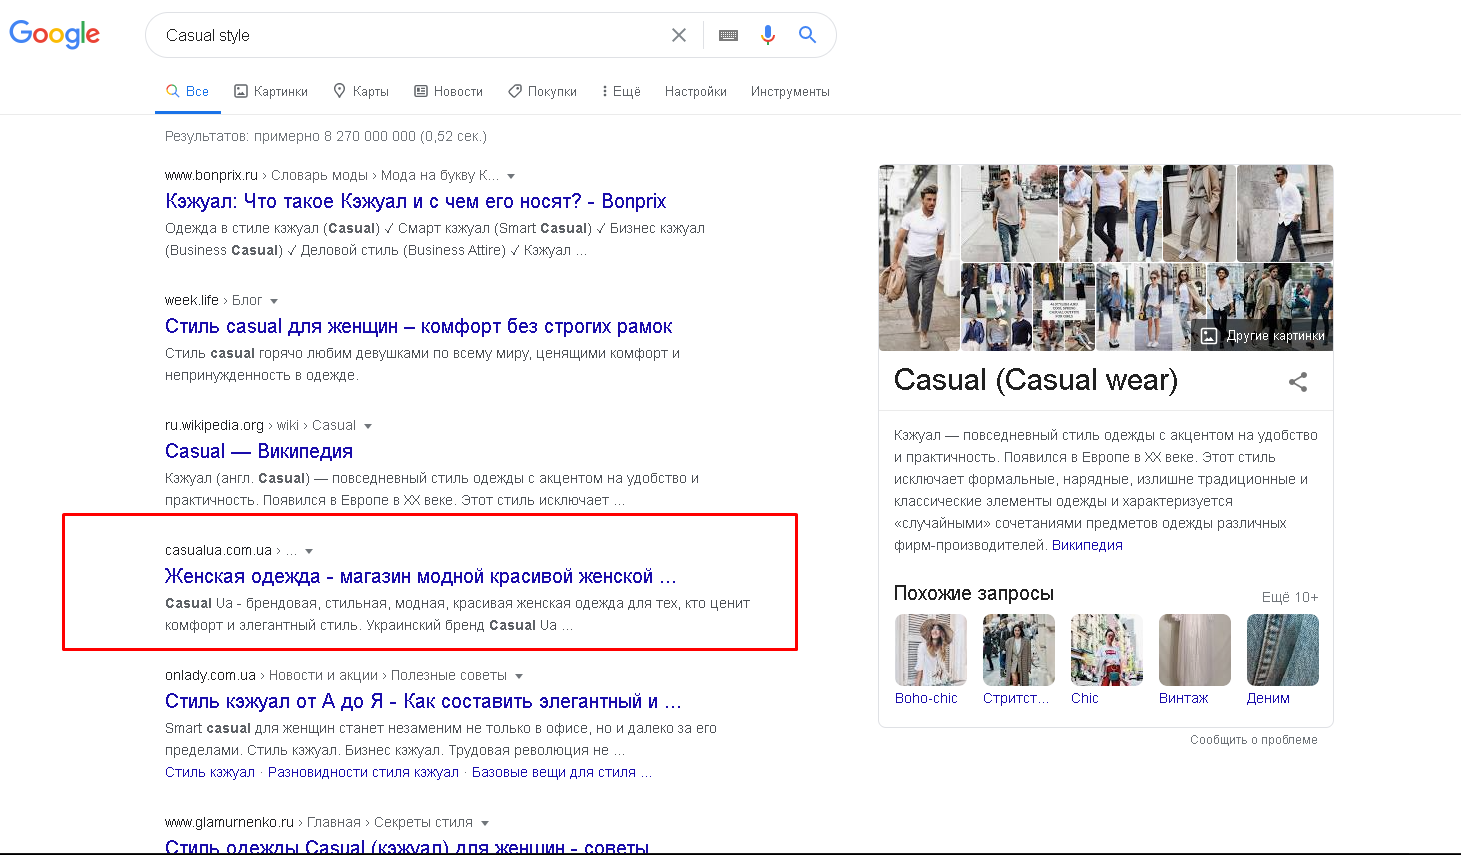 Google
Casual style
Все
Картинки
Карты
Новости
Покупки
Ещё
Настройки
Инструменты
Результатов: примерно 8 270 000 000 (0,52 сек.)
www.bonprix.ru › Словарь моды › Мода на букву К...
Кэжуал: Что такое Кэжуал и с чем его носят? - Bonprix
Одежда в стиле кэжуал (Casual) ✓ Смарт кэжуал (Smart Casual) ✓ Бизнес кэжуал
(Business Casual) ✓ Деловой стиль (Business Attire) ✓ Кэжуал ...
week.life › Блог
Стиль casual для женщин – комфорт без строгих рамок
Стиль casual горячо любим девушками по всему миру, ценящими комфорт и
непринужденность в одежде.
ru.wikipedia.org › wiki › Casual
Casual — Википедия
Кэжуал (англ. Casual) — повседневный стиль одежды с акцентом на удобство и
практичность. Появился в Европе в XX веке. Этот стиль исключает ...
casualua.com.ua › ...
Женская одежда - магазин модной красивой женской ...
Casual Ua - брендовая, стильная, модная, красивая женская одежда для тех, кто ценит
комфорт и элегантный стиль. Украинский бренд Casual Ua ...
onlady.com.ua › Новости и акции › Полезные советы
Стиль кэжуал от А до Я - Как составить элегантный и ...
Smart casual для женщин станет незаменим не только в офисе, но и далеко за его
пределами. Стиль кэжуал. Бизнес кэжуал. Трудовая революция не ...
Стиль кэжуал · Разновидности стиля кэжуал · Базовые вещи для стиля ...
www.glamurnenko.ru › Главная › Секреты стиля
Стиль одежды Casual (кэжуал) для женщин - советы
Другие картинки
Casual (Casual wear)
Кэжуал — повседневный стиль одежды с акцентом на удобство
и практичность. Появился в Европе в XX веке. Этот стиль
исключает формальные, нарядные, излишне традиционные и
классические элементы одежды и характеризуется
«случайными» сочетаниями предметов одежды различных
фирм-производителей. Википедия
Похожие запросы
Ещё 10+
Boho-chic
Стритст...
Chic
Винтаж
Деним
Сообщить о проблеме